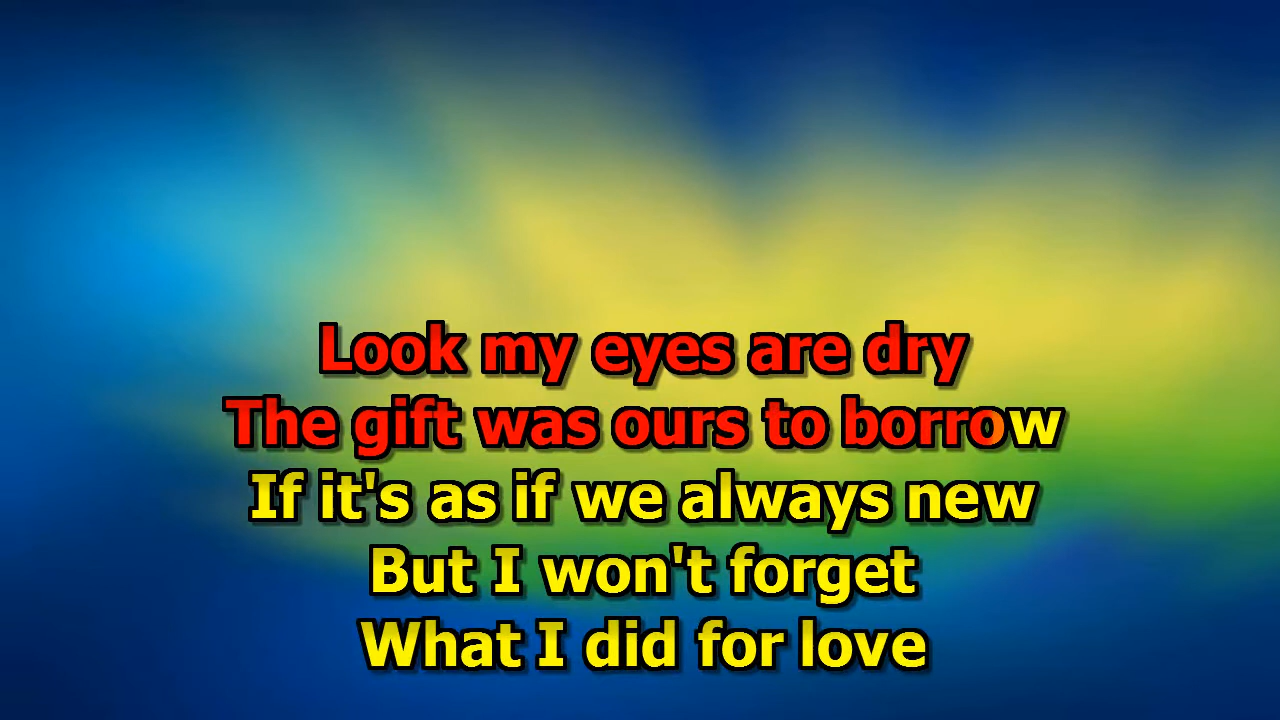 Look my eyes are dry
The gift was ours to borrow
If it's as if we always new
But I won't forget
What I did for love